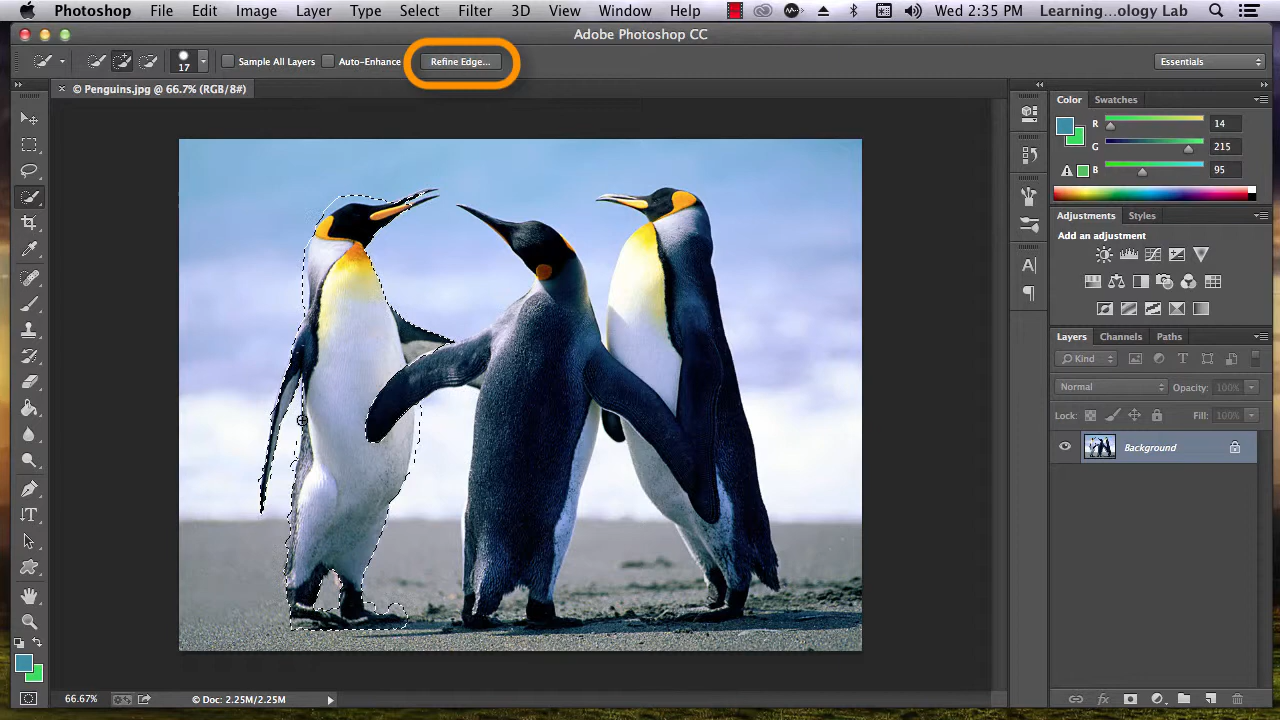 Photoshop File Edit Image Layer Type Select Filter 3D View Window Help Wed 2:35 PM Learning...ology Lab
Adobe Photoshop CC
17 Sample All Layers Auto-Enhance Refine Edge... Essentials
× © Penguins.jpg @ 66.7% (RGB/8#)
Color Swatches
R 14
G 215
B 95
Adjustments Styles
Add an adjustment
Layers Channels Paths
Kind
Normal Opacity: 100%
Lock: Fill: 100%
Background
66.67% © Doc: 2.25M/2.25M